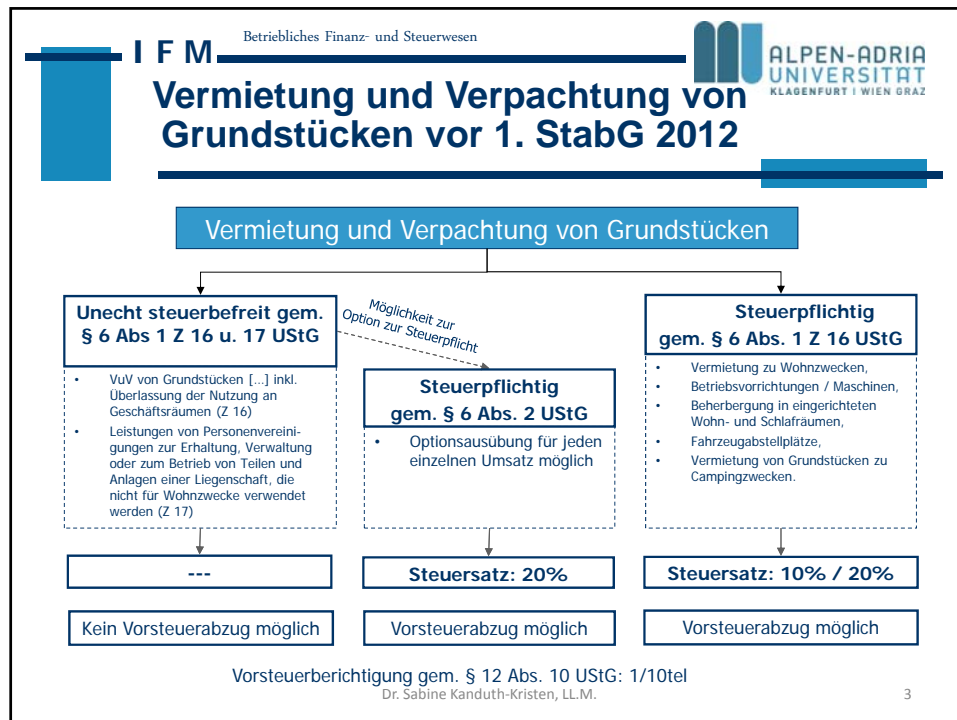 Betriebliches Finanz- und Steuerwesen
I F M
ALPEN-ADRIA
UNIVERSITÄT
KLAGENFURT I WIEN GRAZ
Vermietung und Verpachtung von
Grundstücken vor 1. StabG 2012
Vermietung und Verpachtung von Grundstücken
Unecht steuerbefreit gem.
§ 6 Abs 1 Z 16 u. 17 UStG
• VuV von Grundstücken [...] inkl.
Überlassung der Nutzung an
Geschäftsräumen (Z 16)
• Leistungen von Personenvereini-
gungen zur Erhaltung, Verwaltung
oder zum Betrieb von Teilen und
Anlagen einer Liegenschaft, die
nicht für Wohnzwecke verwendet
werden (Z 17)
---
Kein Vorsteuerabzug möglich
Möglichkeit zur
Option zur Steuerpflicht
Steuerpflichtig
gem. § 6 Abs. 2 UStG
• Optionsausübung für jeden
einzelnen Umsatz möglich
Steuersatz: 20%
Vorsteuerabzug möglich
Steuerpflichtig
gem. § 6 Abs. 1 Z 16 UStG
• Vermietung zu Wohnzwecken,
• Betriebsvorrichtungen / Maschinen,
• Beherbergung in eingerichteten
Wohn- und Schlafräumen,
• Fahrzeugabstellplätze,
• Vermietung von Grundstücken zu
Campingzwecken.
Steuersatz: 10% / 20%
Vorsteuerabzug möglich
Vorsteuerberichtigung gem. § 12 Abs. 10 UStG: 1/10tel
Dr. Sabine Kanduth-Kristen, LL.M.
3